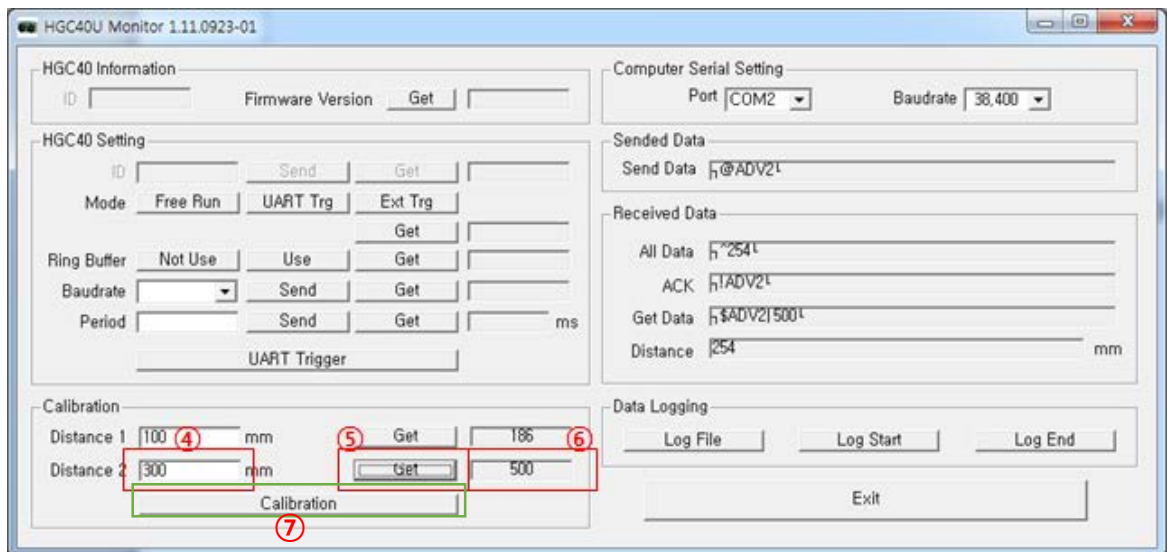 HGC40U Monitor 1.11.0923-01
HGC40 Information
ID Firmware Version Get
HGC40 Setting
ID Send Get
Mode Free Run UART Trg Ext Trg
Get
Ring Buffer Not Use Use Get
Baudrate Send Get
Period Send Get ms
UART Trigger
Calibration
Distance 1 100 ④ mm ⑤ Get 186 ⑥
Distance 2 300 mm Get 500
Calibration
⑦
Computer Serial Setting
Port COM2 Baudrate 38,400
Sended Data
Send Data ┐@ADV2└
Received Data
All Data ┐^254└
ACK ┐!ADV2└
Get Data ┐$ADV2|500└
Distance 254 mm
Data Logging
Log File Log Start Log End
Exit